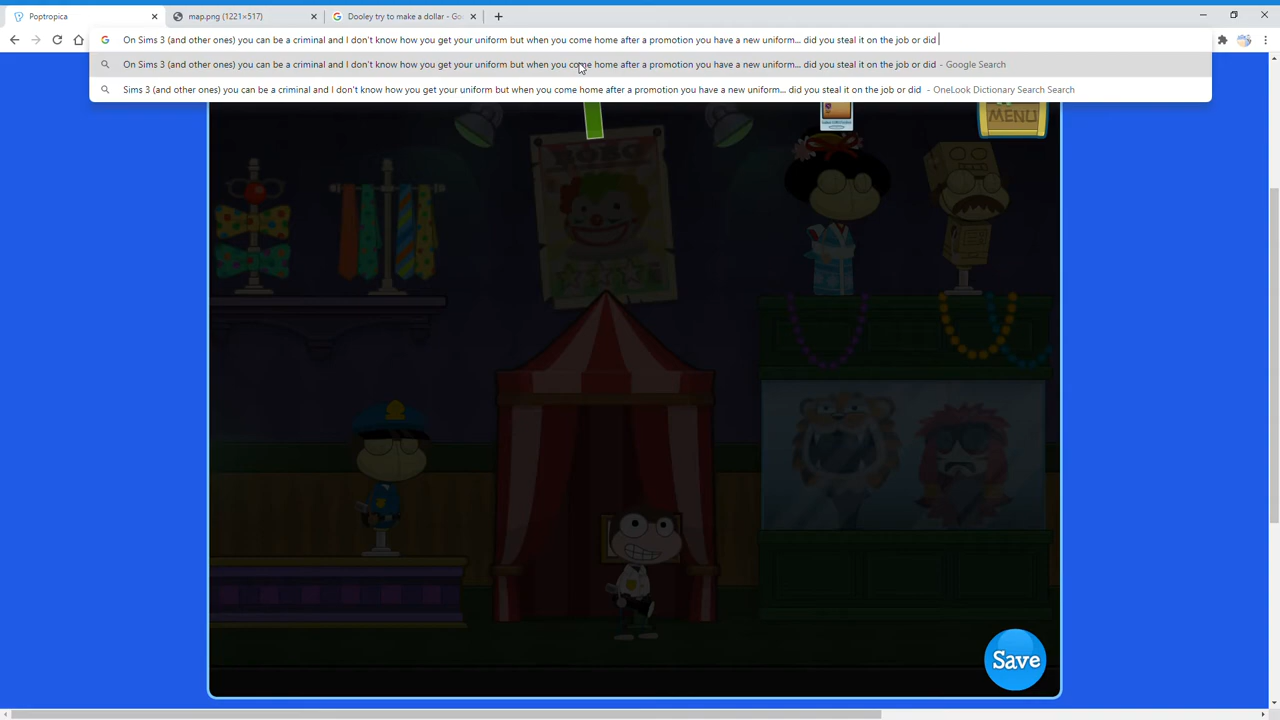 Poptropica
map.png (1221×517)
Dooley try to make a dollar - Go
On Sims 3 (and other ones) you can be a criminal and I don't know how you get your uniform but when you come home after a promotion you have a new uniform... did you steal it on the job or did
On Sims 3 (and other ones) you can be a criminal and I don't know how you get your uniform but when you come home after a promotion you have a new uniform... did you steal it on the job or did - Google Search
Sims 3 (and other ones) you can be a criminal and I don't know how you get your uniform but when you come home after a promotion you have a new uniform... did you steal it on the job or did - OneLook Dictionary Search Search
MENU
BOBO
Save